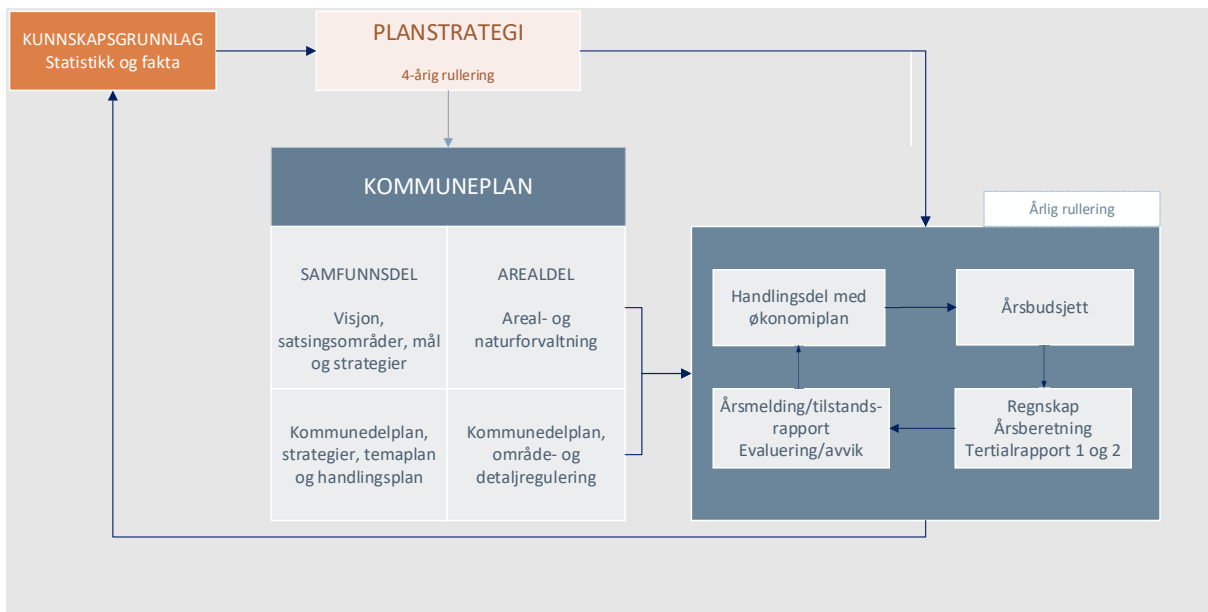 KUNNSKAPSGRUNNLAG
Statistikk og fakta
PLANSTRATEGI
4-årig rullering
KOMMUNEPLAN
SAMFUNNSDEL
Visjon,
satsingsområder, mål
og strategier
AREALDEL
Areal- og
naturforvaltning
Kommunedelplan,
strategier, temaplan
og handlingsplan
Kommunedelplan,
område- og
detaljregulering
Årlig rullering
Handlingsdel med
økonomiplan
Årsbudsjett
Årsmelding/tilstands-
rapport
Evaluering/avvik
Regnskap
Årsberetning
Tertialrapport 1 og 2